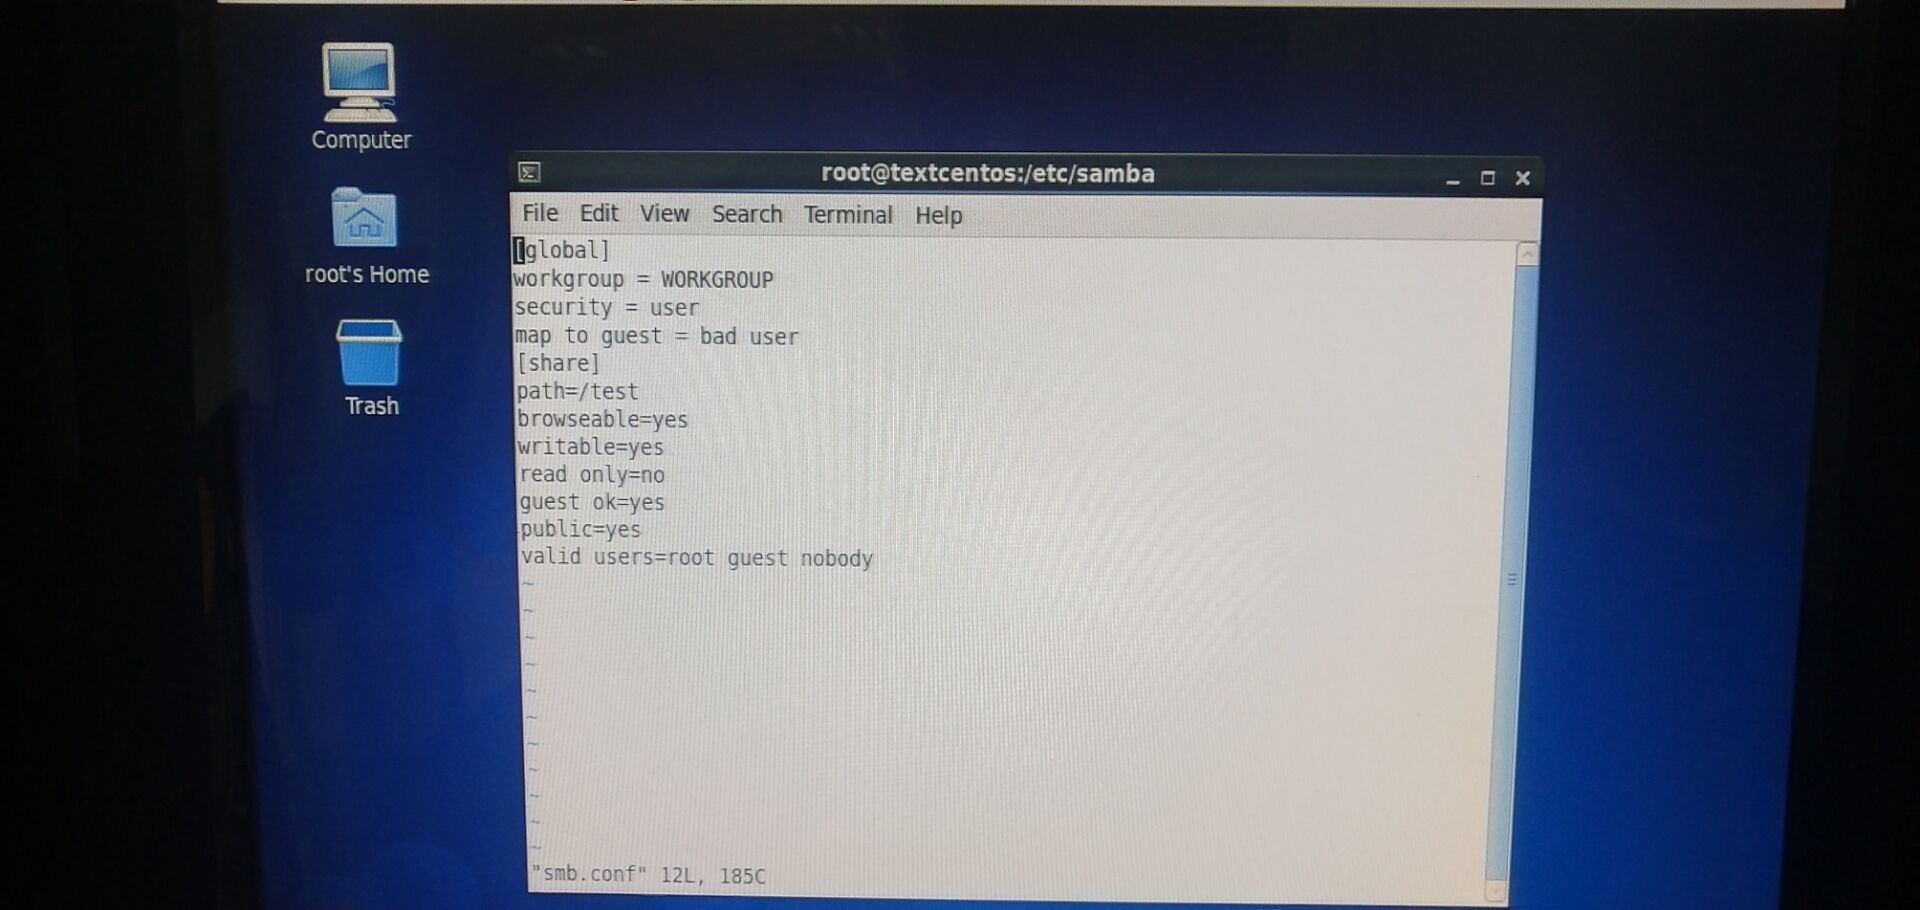 Computer
root's Home
Trash
root@textcentos:/etc/samba
File Edit View Search Terminal Help
[global]
workgroup = WORKGROUP
security = user
map to guest = bad user
[share]
path=/test
browseable=yes
writable=yes
read only=no
guest ok=yes
public=yes
valid users=root guest nobody
~
~
~
~
~
~
~
~
~
~
~
"smb.conf" 12L, 185C